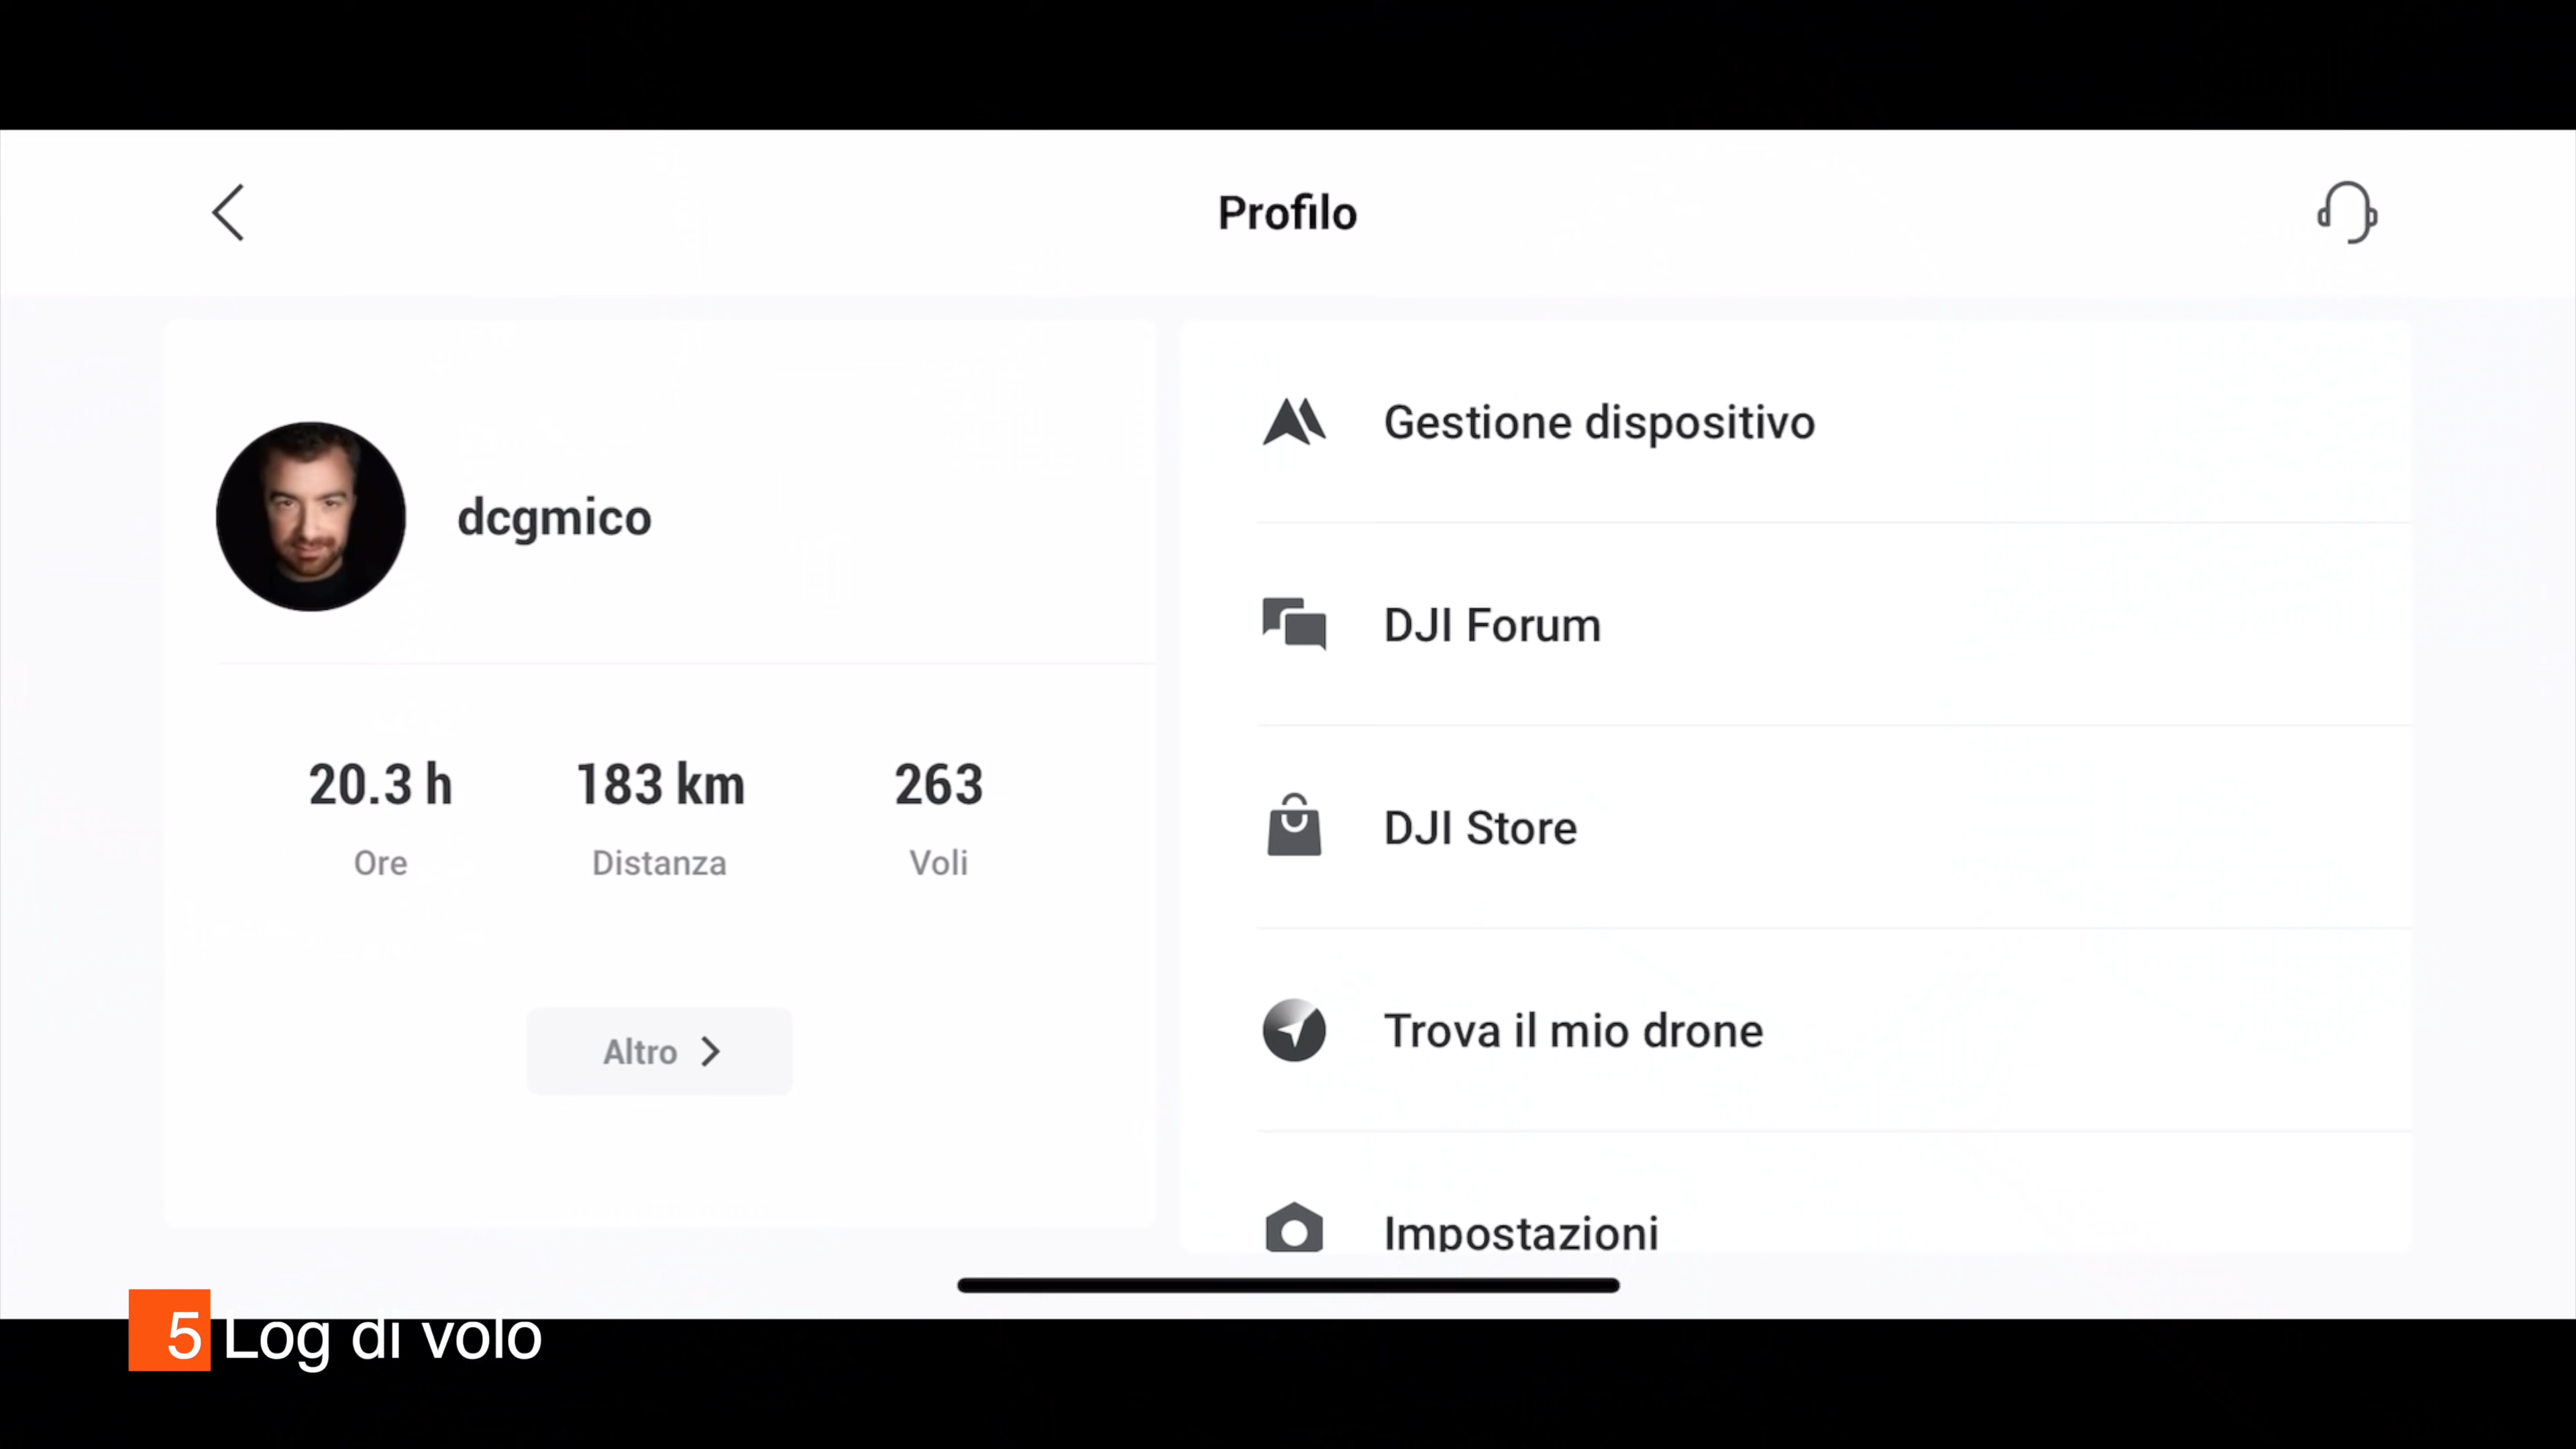 Profilo
dcgmico
20.3 h
Ore
183 km
Distanza
263
Voli
Altro
Gestione dispositivo
DJI Forum
DJI Store
Trova il mio drone
Impostazioni
5 Log di volo